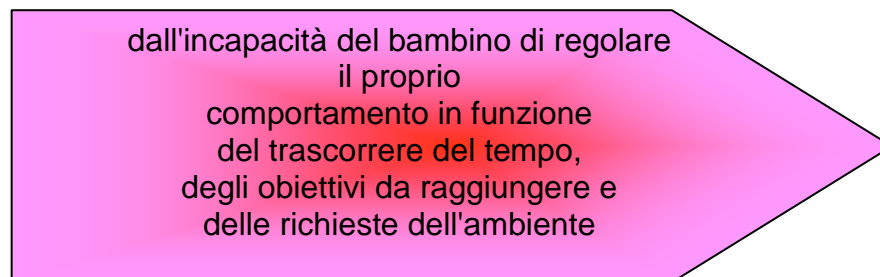 dall'incapacità del bambino di regolare
il proprio
comportamento in funzione
del trascorrere del tempo,
degli obiettivi da raggiungere e
delle richieste dell'ambiente